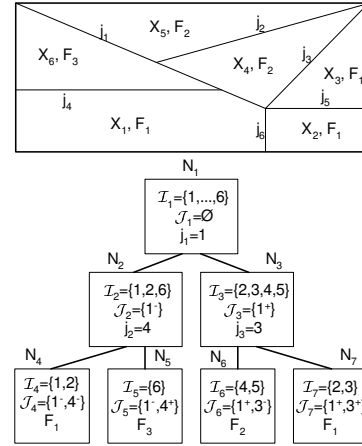 X₅, F₂
j₁
j₂
X₆, F₃
j₃
X₄, F₂
X₃, F₁
j₄
j₅
X₁, F₁
j₆
X₂, F₁
N₁
ℐ₁={1,...,6}
𝒥₁=Ø
j₁=1
N₂
N₃
ℐ₂={1,2,6}
𝒥₂={1⁻}
j₂=4
ℐ₃={2,3,4,5}
𝒥₃={1⁺}
j₃=3
N₄
N₅
N₆
N₇
ℐ₄={1,2}
𝒥₄={1⁻,4⁻}
F₁
ℐ₅={6}
𝒥₅={1⁻,4⁺}
F₃
ℐ₆={4,5}
𝒥₆={1⁺,3⁻}
F₂
ℐ₇={2,3}
𝒥₇={1⁺,3⁺}
F₁